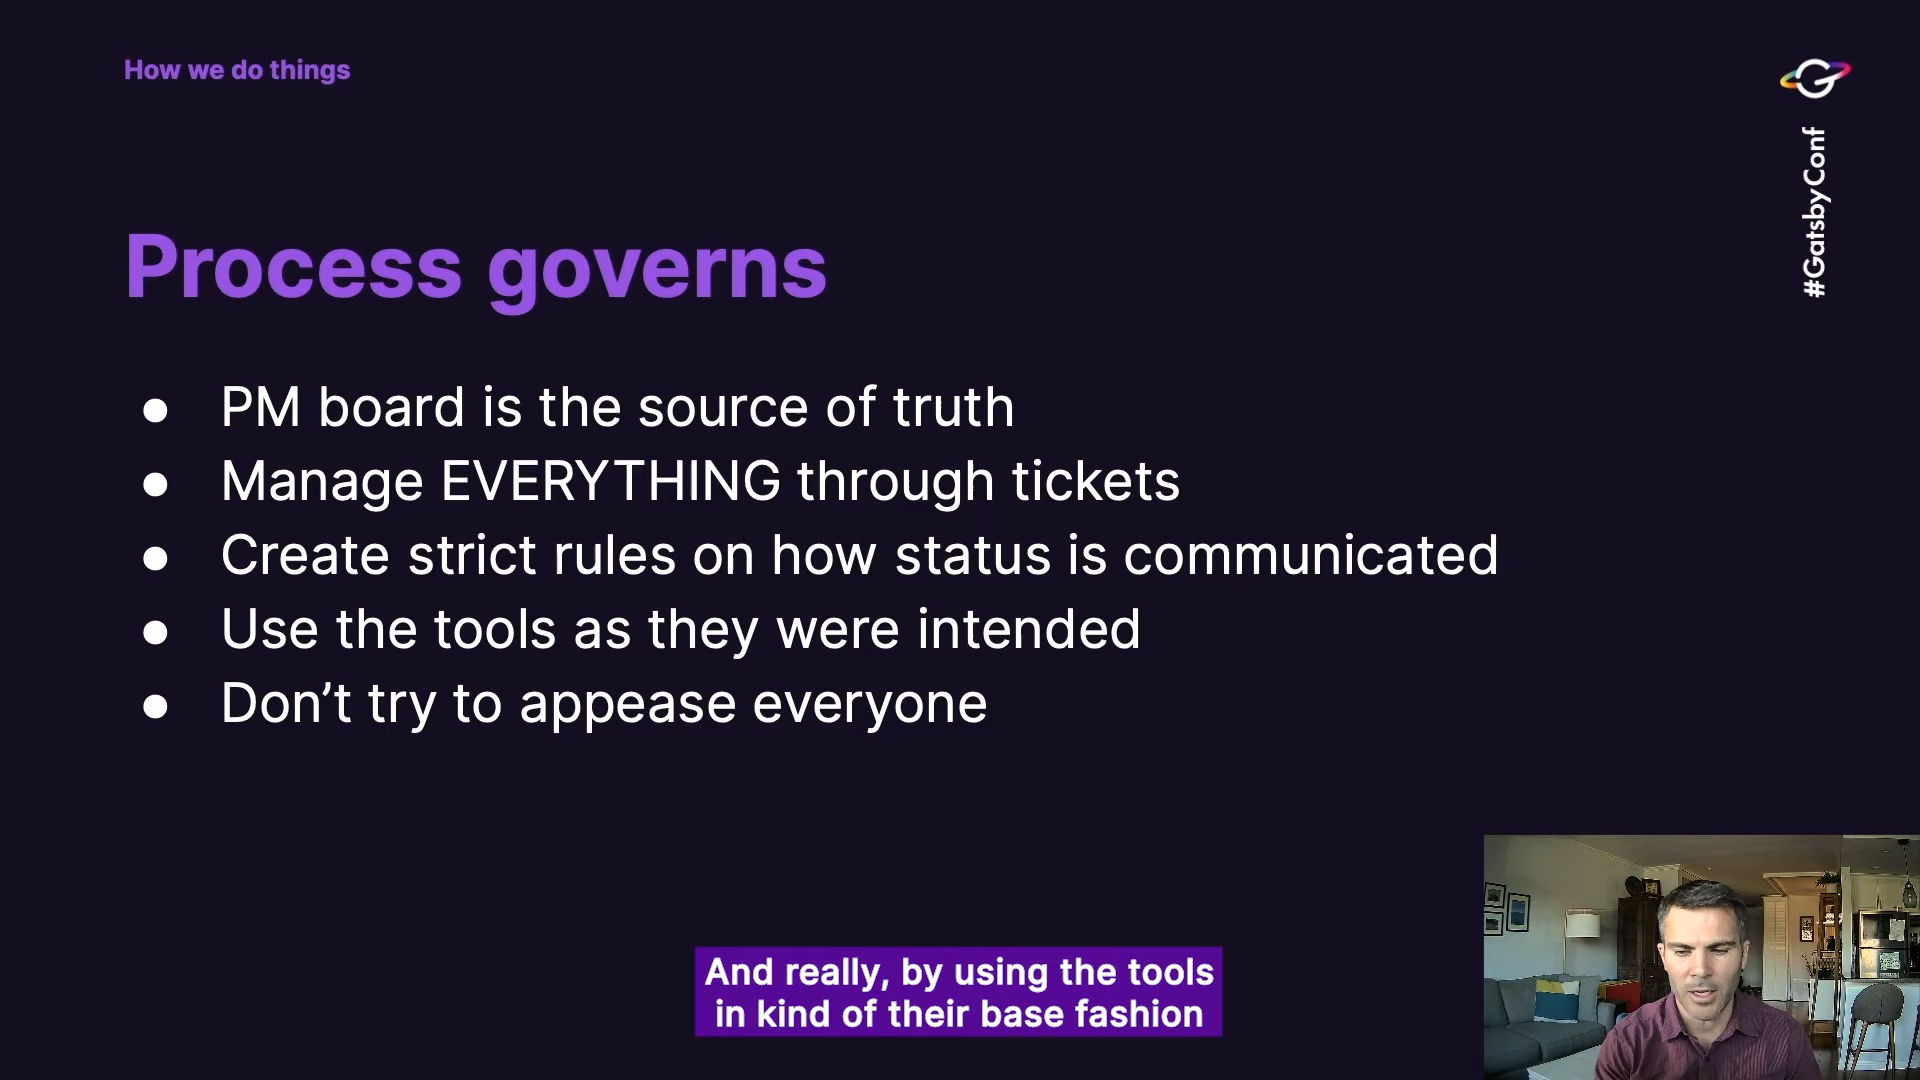 How we do things
#GatsbyConf
Process governs
● PM board is the source of truth
● Manage EVERYTHING through tickets
● Create strict rules on how status is communicated
● Use the tools as they were intended
● Don’t try to appease everyone
And really, by using the tools
in kind of their base fashion